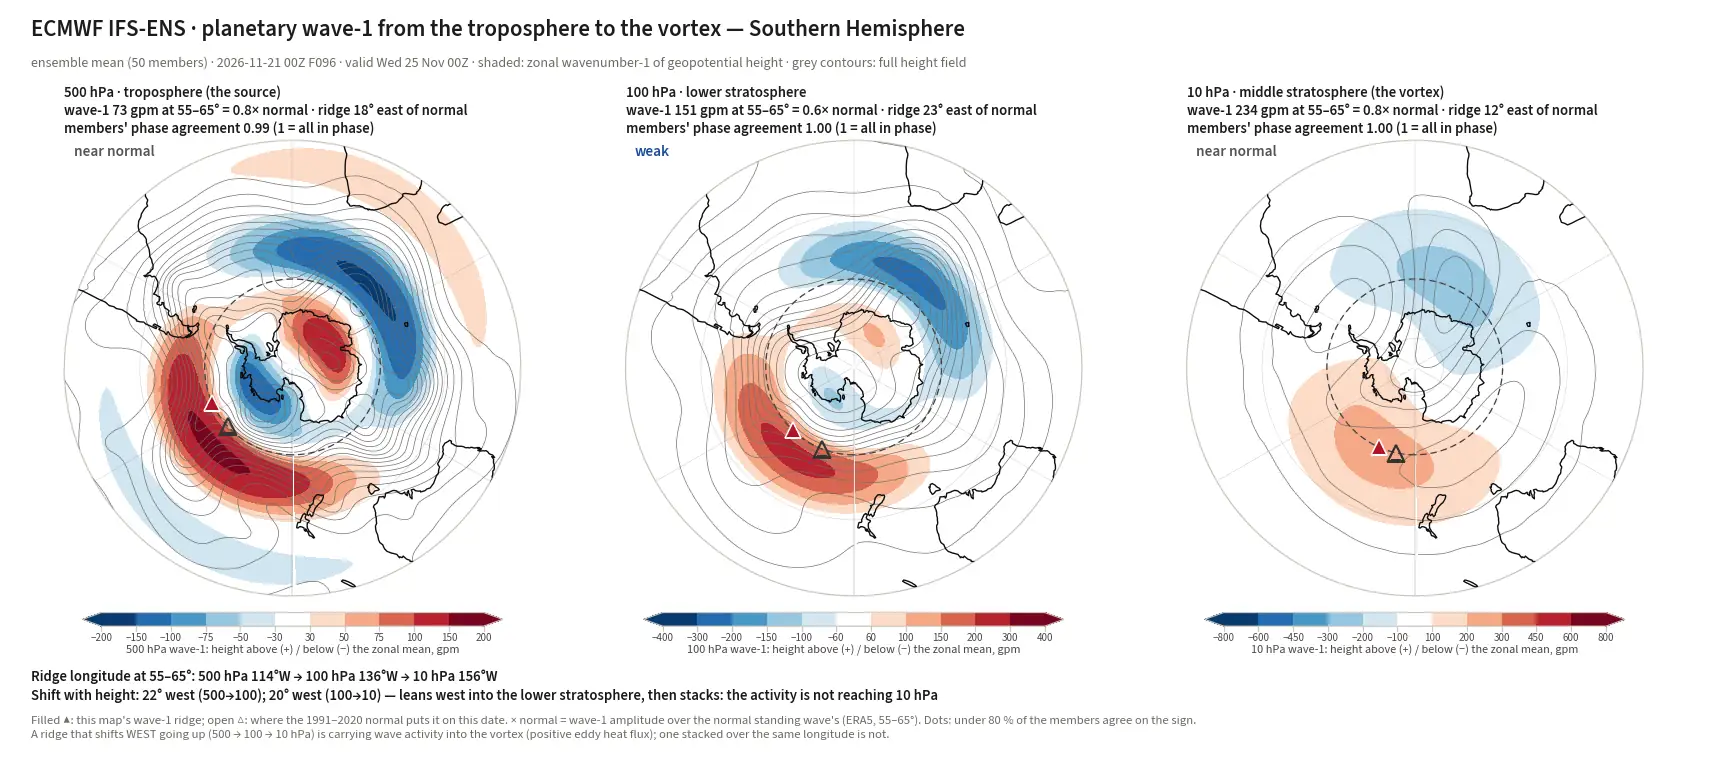 ECMWF IFS-ENS · planetary wave-1 from the troposphere to the vortex — Southern Hemisphere
ensemble mean (50 members) · 2026-11-21 00Z F096 · valid Wed 25 Nov 00Z · shaded: zonal wavenumber-1 of geopotential height · grey contours: full height field
500 hPa · troposphere (the source)
wave-1 73 gpm at 55–65° = 0.8× normal · ridge 18° east of normal
members' phase agreement 0.99 (1 = all in phase)
near normal
100 hPa · lower stratosphere
wave-1 151 gpm at 55–65° = 0.6× normal · ridge 23° east of normal
members' phase agreement 1.00 (1 = all in phase)
weak
10 hPa · middle stratosphere (the vortex)
wave-1 234 gpm at 55–65° = 0.8× normal · ridge 12° east of normal
members' phase agreement 1.00 (1 = all in phase)
near normal
−200 −150 −100 −75 −50 −30 30 50 75 100 150 200
500 hPa wave-1: height above (+) / below (−) the zonal mean, gpm
−400 −300 −200 −150 −100 −60 60 100 150 200 300 400
100 hPa wave-1: height above (+) / below (−) the zonal mean, gpm
−800 −600 −450 −300 −200 −100 100 200 300 450 600 800
10 hPa wave-1: height above (+) / below (−) the zonal mean, gpm
Ridge longitude at 55–65°: 500 hPa 114°W → 100 hPa 136°W → 10 hPa 156°W
Shift with height: 22° west (500→100); 20° west (100→10) — leans west into the lower stratosphere, then stacks: the activity is not reaching 10 hPa
Filled ▲: this map's wave-1 ridge; open △: where the 1991–2020 normal puts it on this date. × normal = wave-1 amplitude over the normal standing wave's (ERA5, 55–65°). Dots: under 80 % of the members agree on the sign.
A ridge that shifts WEST going up (500 → 100 → 10 hPa) is carrying wave activity into the vortex (positive eddy heat flux); one stacked over the same longitude is not.